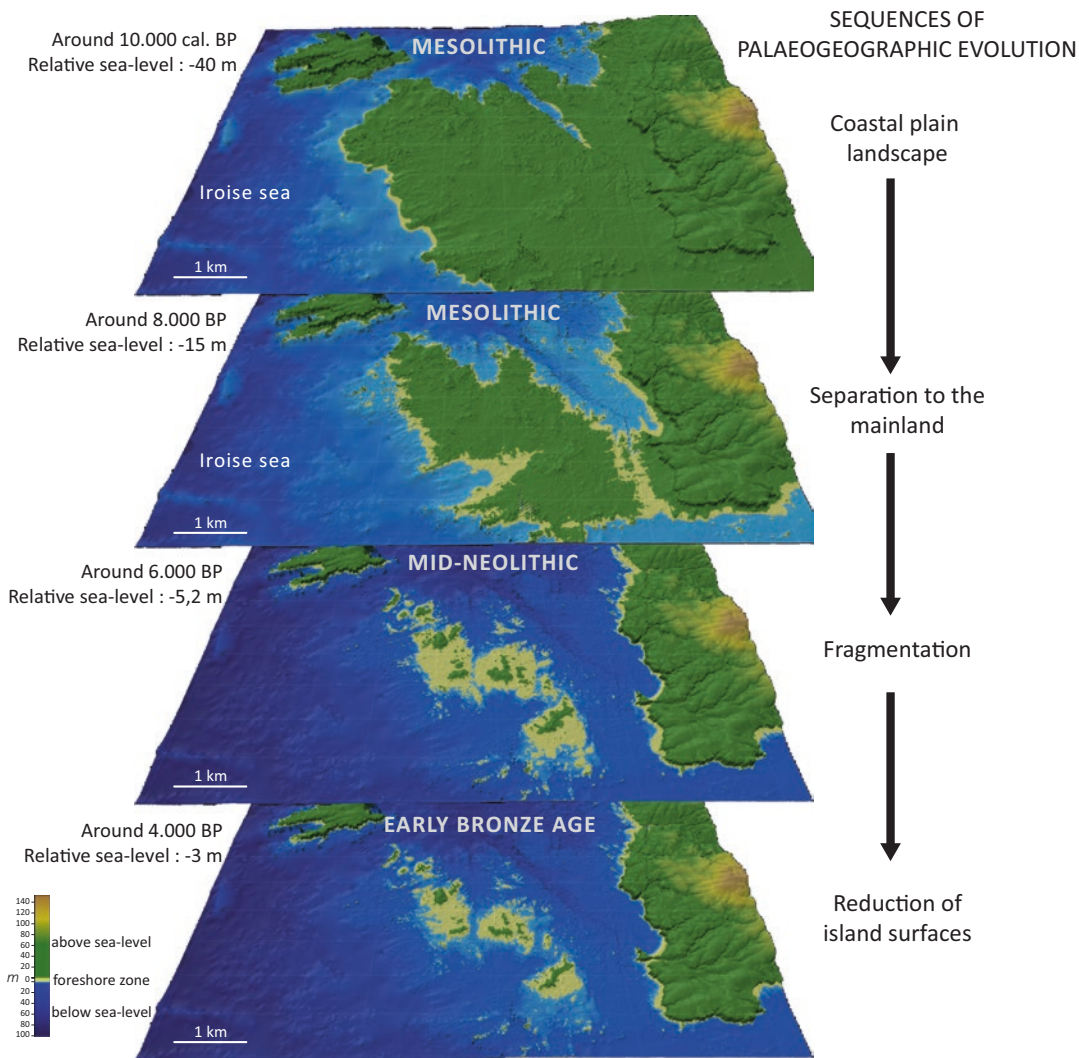 SEQUENCES OF
PALAEOGEOGRAPHIC EVOLUTION
Around 10.000 cal. BP
Relative sea-level : -40 m
MESOLITHIC
Iroise sea
1 km
Coastal plain
landscape
Around 8.000 BP
Relative sea-level : -15 m
MESOLITHIC
Iroise sea
1 km
Separation to the
mainland
Around 6.000 BP
Relative sea-level : -5,2 m
MID-NEOLITHIC
1 km
Fragmentation
Around 4.000 BP
Relative sea-level : -3 m
EARLY BRONZE AGE
1 km
Reduction of
island surfaces
140
120
100
80
60
40
20
m 0
20
40
60
80
100
above sea-level
foreshore zone
below sea-level